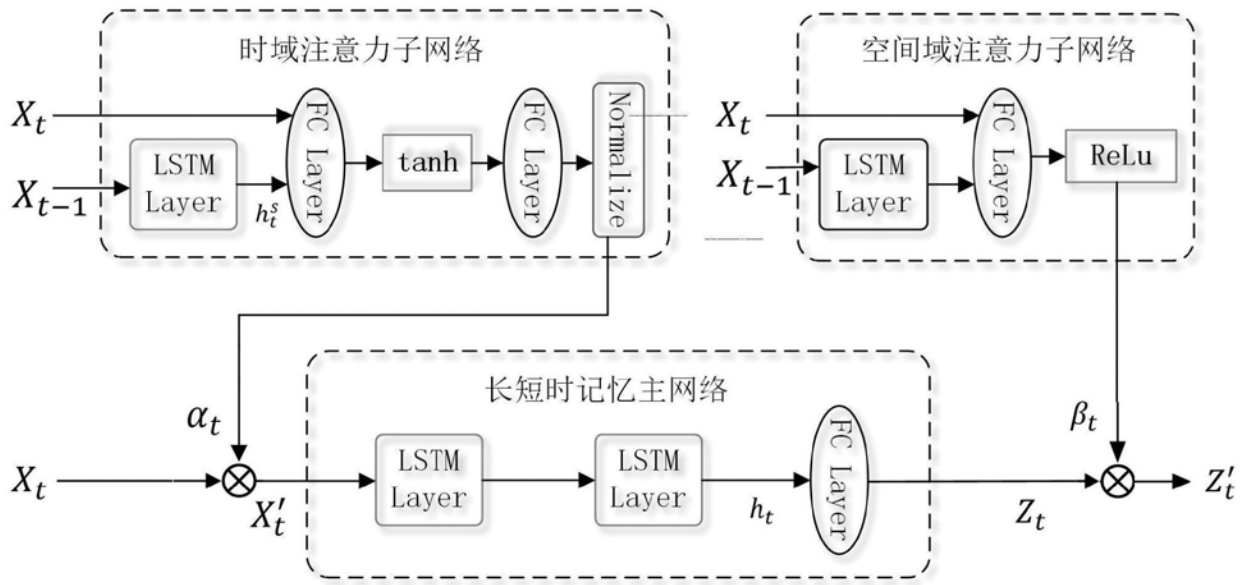 时域注意力子网络
X_t
X_{t-1}
LSTM
Layer
h_t^s
FC Layer
tanh
FC Layer
Normalize
空间域注意力子网络
X_t
X_{t-1}
LSTM
Layer
FC Layer
ReLu
长短时记忆主网络
α_t
X_t
X'_t
LSTM
Layer
LSTM
Layer
h_t
FC Layer
Z_t
β_t
Z'_t